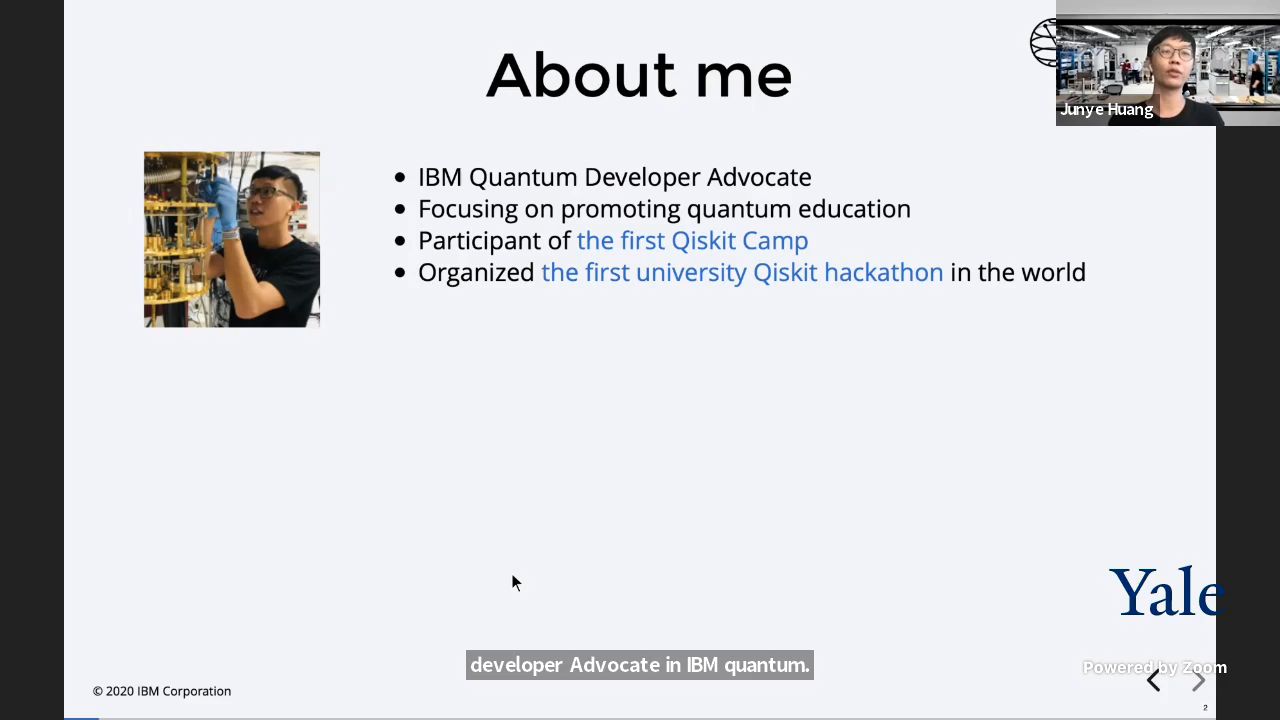 About me
Junye Huang
IBM Quantum Developer Advocate
Focusing on promoting quantum education
Participant of the first Qiskit Camp
Organized the first university Qiskit hackathon in the world
Yale
developer Advocate in IBM quantum.
Powered by Zoom
© 2020 IBM Corporation
2